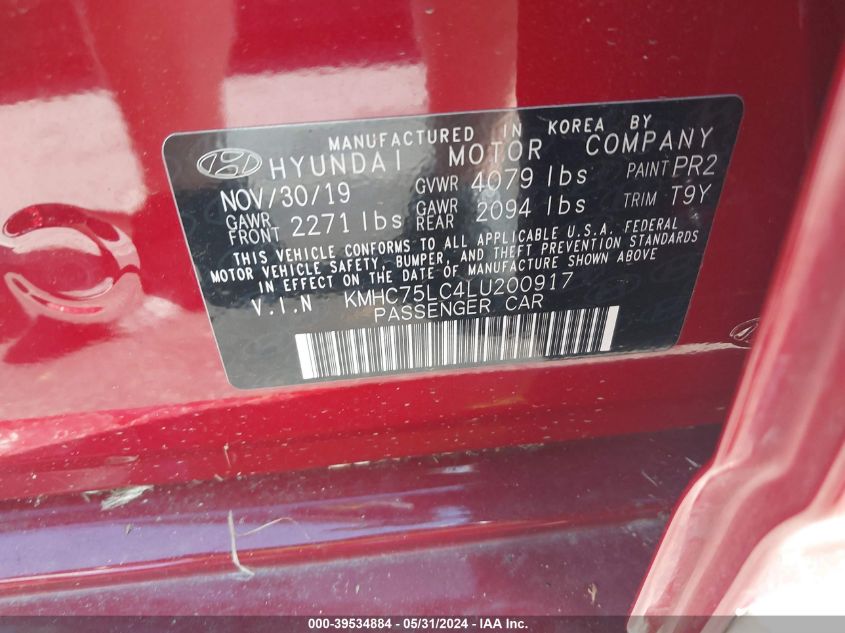 MANUFACTURED IN KOREA BY
HYUNDAI MOTOR COMPANY
NOV/30/19 GVWR 4079 lbs PAINT PR2
GAWR FRONT 2271 lbs GAWR REAR 2094 lbs TRIM T9Y
THIS VEHICLE CONFORMS TO ALL APPLICABLE U.S.A. FEDERAL
MOTOR VEHICLE SAFETY, BUMPER, AND THEFT PREVENTION STANDARDS
IN EFFECT ON THE DATE OF MANUFACTURE SHOWN ABOVE
V.I.N KMHC75LC4LU200917
PASSENGER CAR
000-39534884 - 05/31/2024 - IAA Inc.